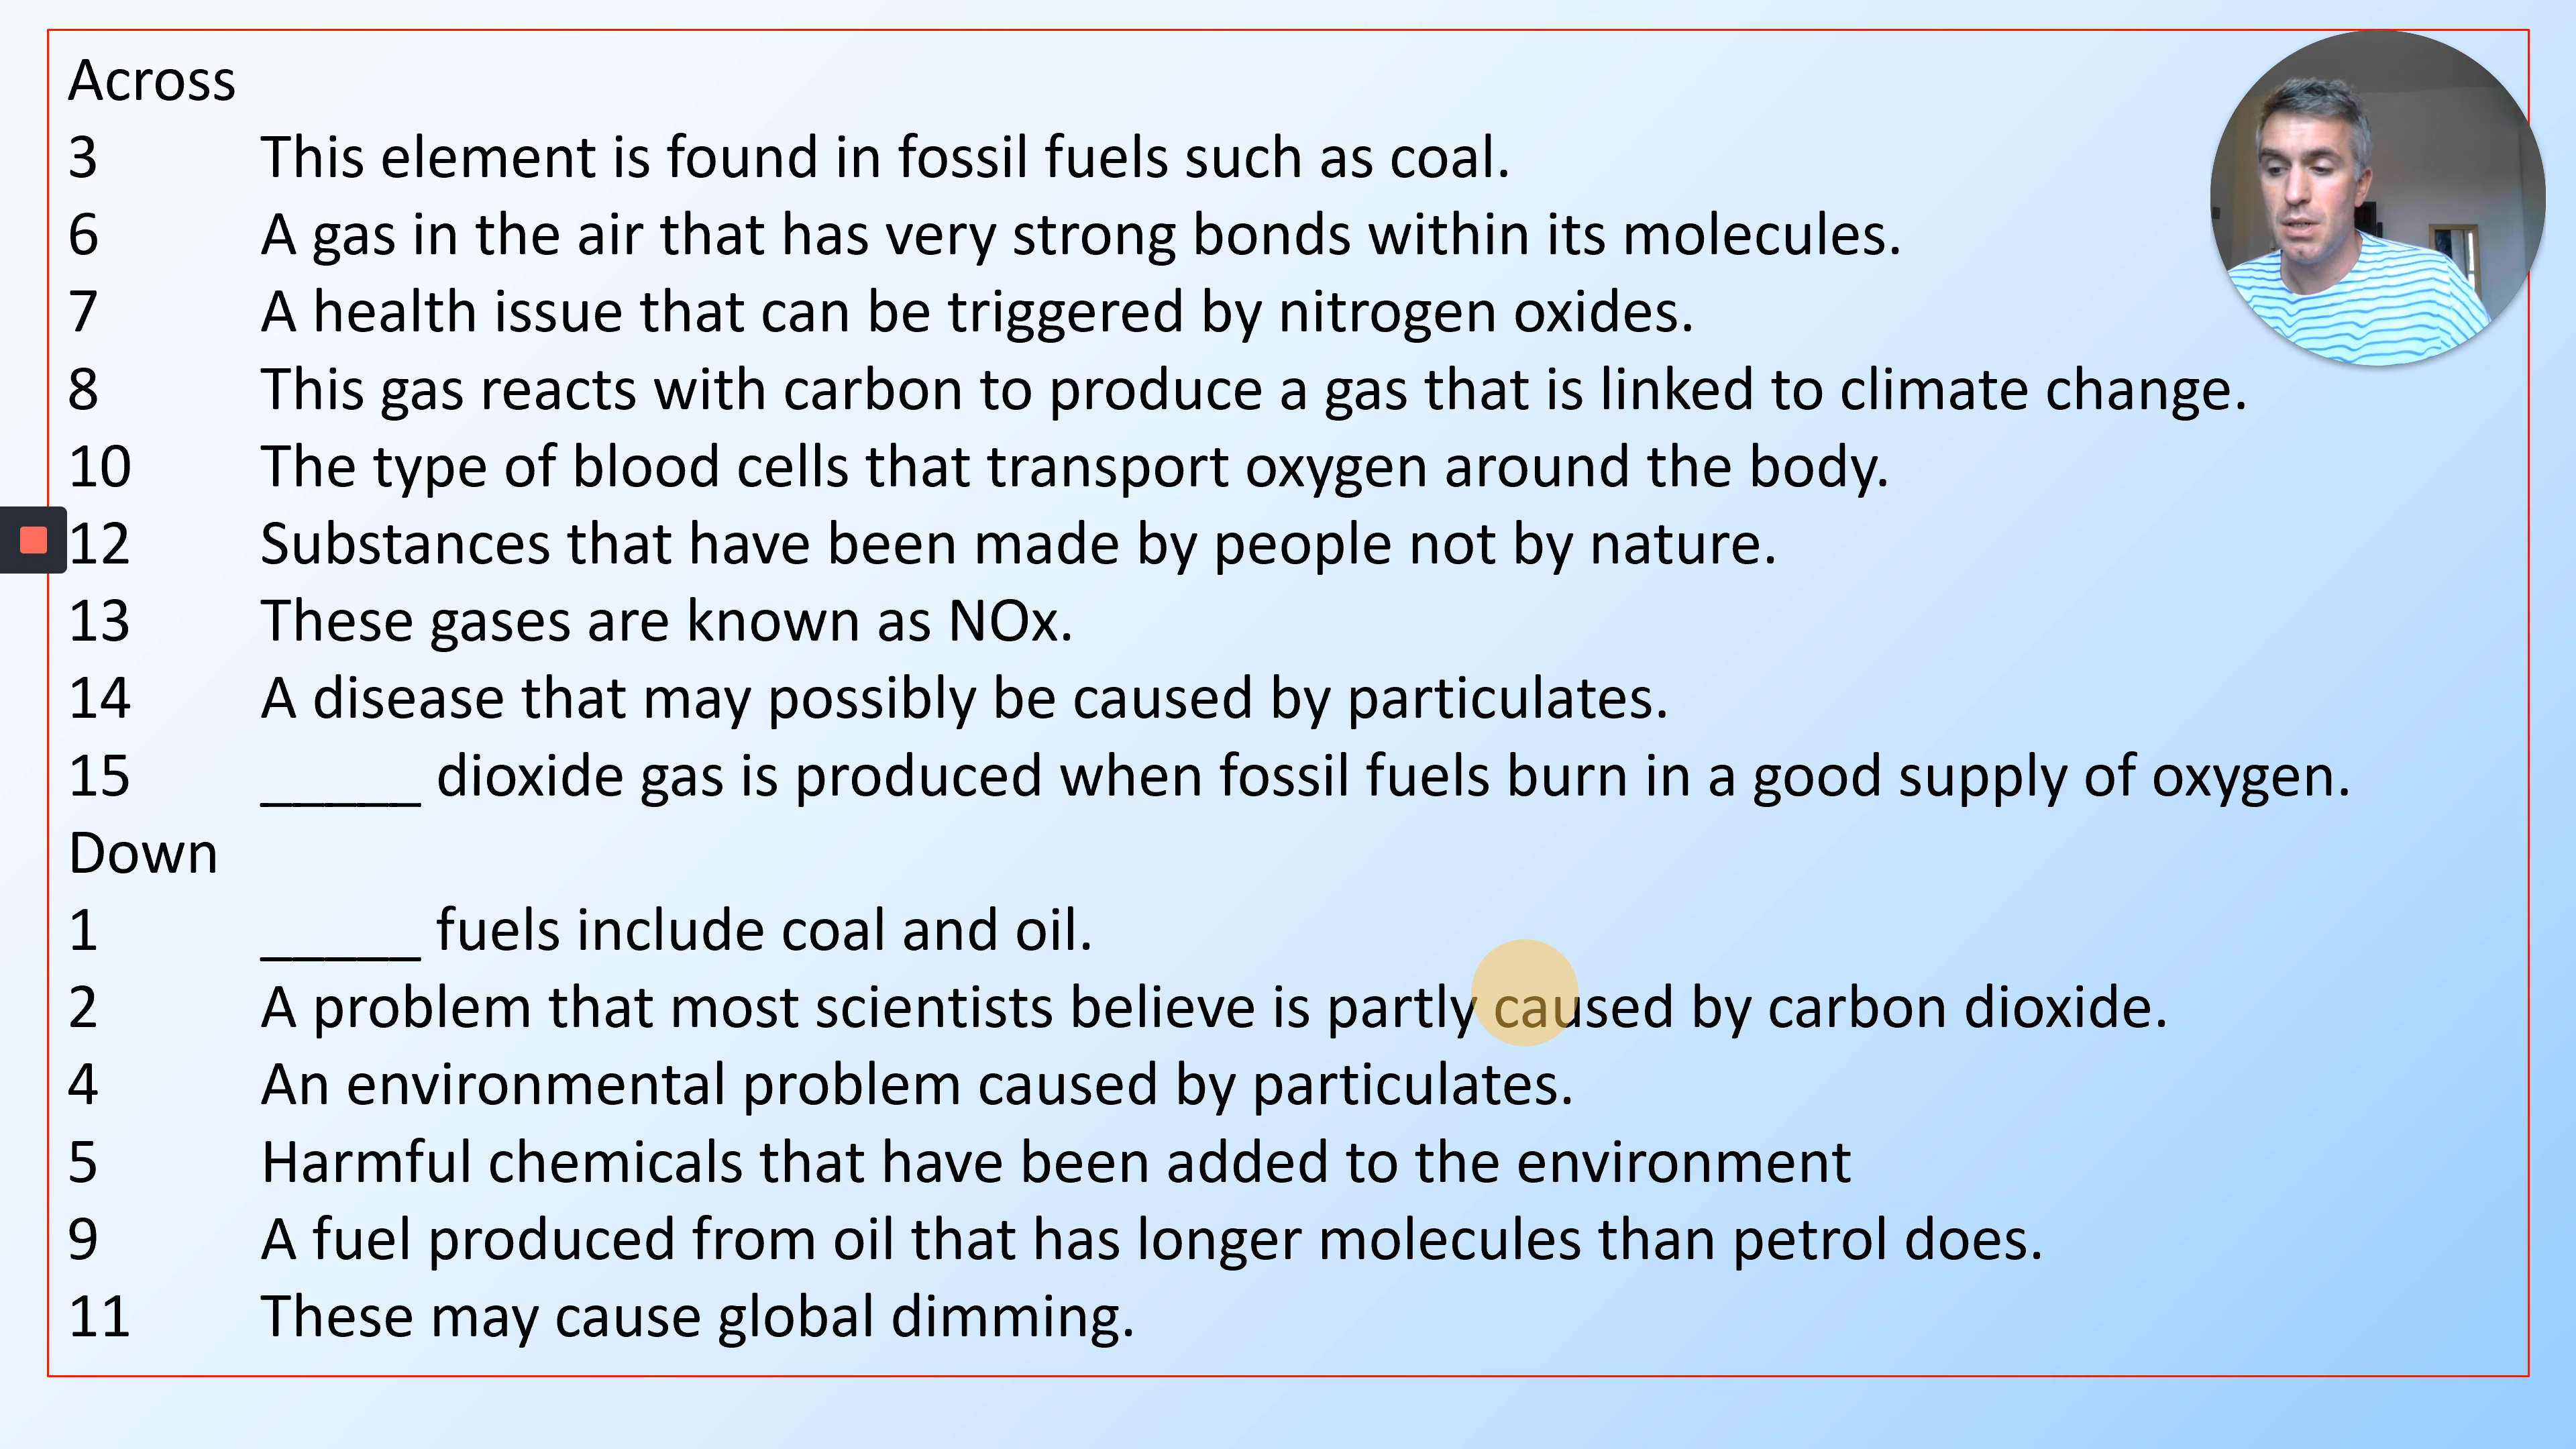 Across
3 This element is found in fossil fuels such as coal.
6 A gas in the air that has very strong bonds within its molecules.
7 A health issue that can be triggered by nitrogen oxides.
8 This gas reacts with carbon to produce a gas that is linked to climate change.
10 The type of blood cells that transport oxygen around the body.
12 Substances that have been made by people not by nature.
13 These gases are known as NOx.
14 A disease that may possibly be caused by particulates.
15 _____ dioxide gas is produced when fossil fuels burn in a good supply of oxygen.
Down
1 _____ fuels include coal and oil.
2 A problem that most scientists believe is partly caused by carbon dioxide.
4 An environmental problem caused by particulates.
5 Harmful chemicals that have been added to the environment
9 A fuel produced from oil that has longer molecules than petrol does.
11 These may cause global dimming.